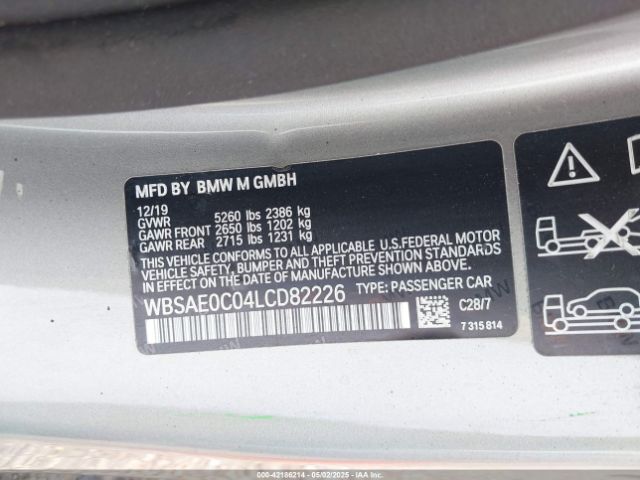 MFD BY BMW M GMBH
12/19
GVWR 5260 lbs 2386 kg
GAWR FRONT 2650 lbs 1202 kg
GAWR REAR 2715 lbs 1231 kg
THIS VEHICLE CONFORMS TO ALL APPLICABLE U.S.FEDERAL MOTOR
VEHICLE SAFETY, BUMPER, AND THEFT PREVENTION STANDARDS
IN EFFECT ON THE DATE OF MANUFACTURE SHOWN ABOVE.
WBSAE0C04LCD82226 TYPE: PASSENGER CAR
C28/7
7 315 814
000-42186214 - 05/02/2025 - IAA Inc.